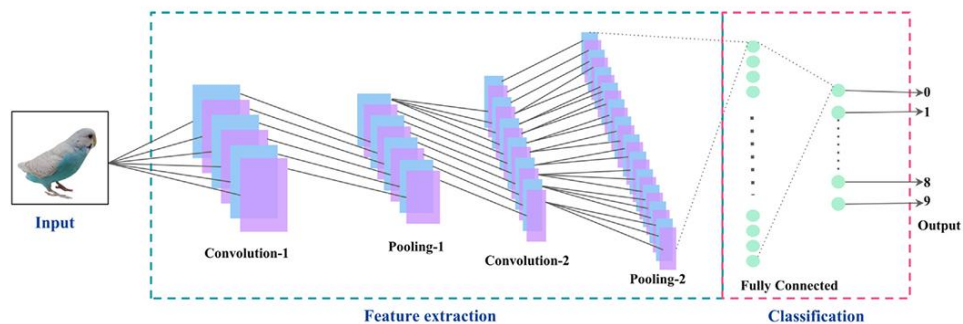 Input
Convolution-1
Pooling-1
Convolution-2
Pooling-2
Feature extraction
Fully Connected
0
1
8
9
Output
Classification